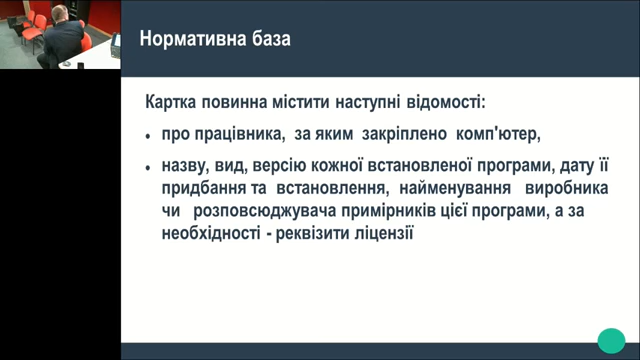 Нормативна база
Картка повинна містити наступні відомості:
• про працівника, за яким закріплено комп'ютер,
• назву, вид, версію кожної встановленої програми, дату її
придбання та встановлення, найменування виробника
чи розповсюджувача примірників цієї програми, а за
необхідності - реквізити ліцензії